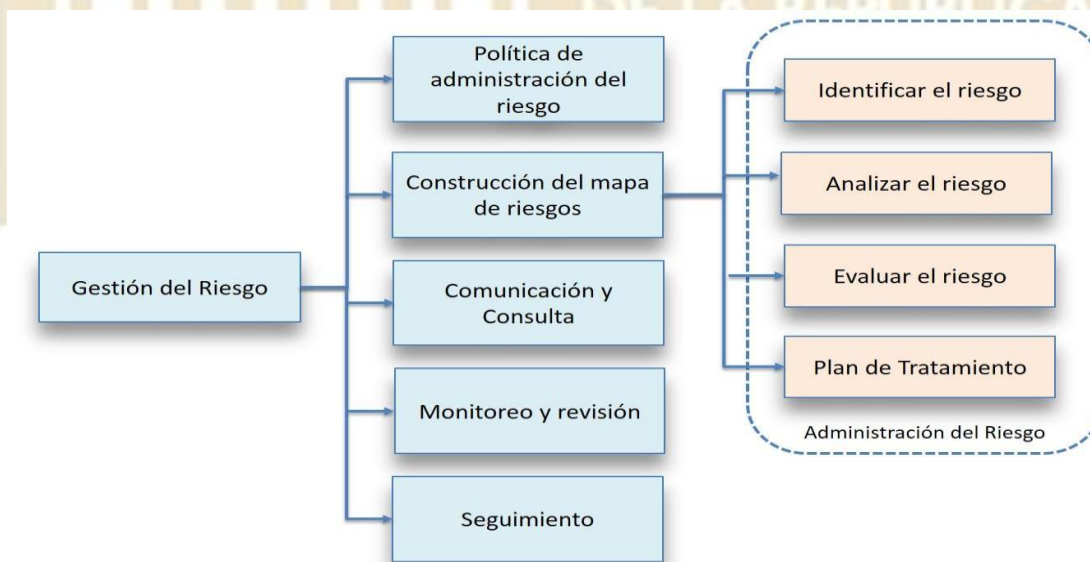 Política de
administración del
riesgo
Construcción del mapa
de riesgos
Gestión del Riesgo
Comunicación y
Consulta
Monitoreo y revisión
Seguimiento
Identificar el riesgo
Analizar el riesgo
Evaluar el riesgo
Plan de Tratamiento
Administración del Riesgo